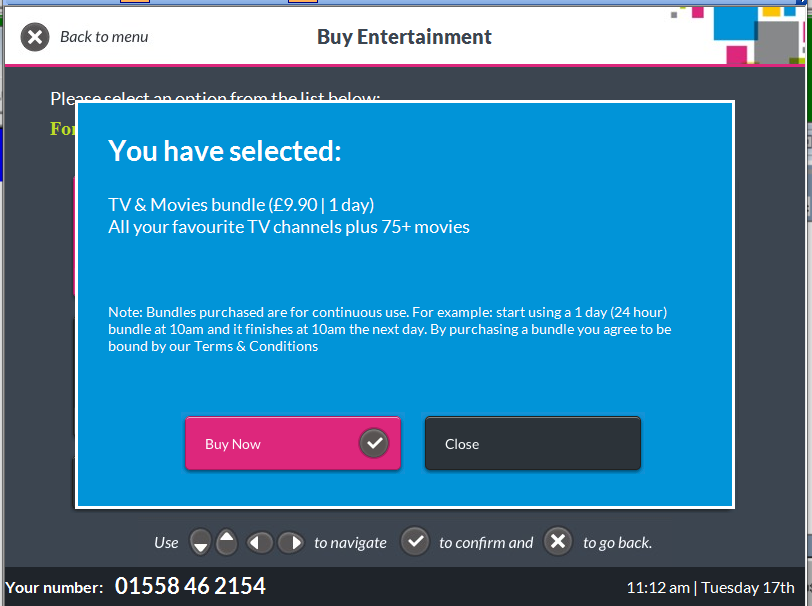 Back to menu
Buy Entertainment
Please select an option from the list below:
You have selected:
TV & Movies bundle (£9.90 | 1 day)
All your favourite TV channels plus 75+ movies
Note: Bundles purchased are for continuous use. For example: start using a 1 day (24 hour)
bundle at 10am and it finishes at 10am the next day. By purchasing a bundle you agree to be
bound by our Terms & Conditions
Buy Now
Close
Use to navigate to confirm and to go back.
Your number: 01558 46 2154
11:12 am | Tuesday 17th